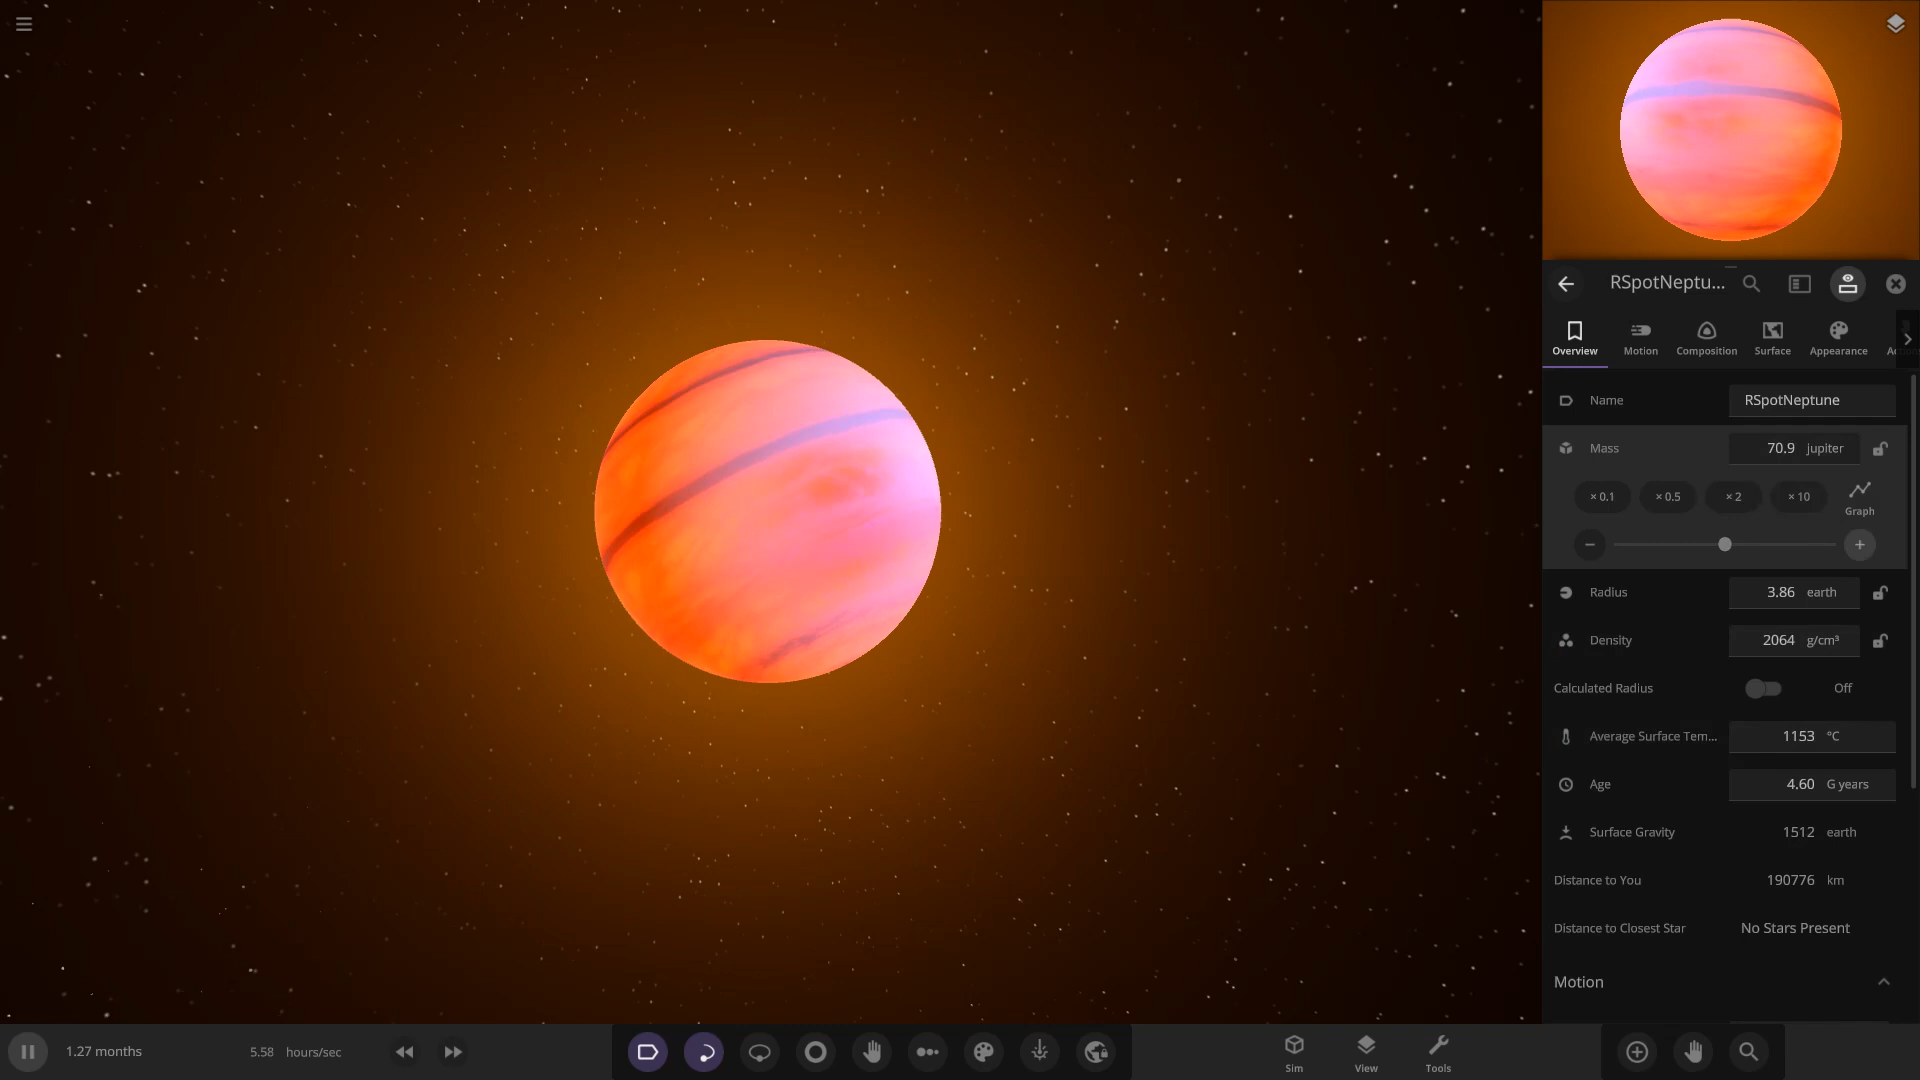 RSpotNeptu...
Overview
Motion
Composition
Surface
Appearance
Name
RSpotNeptune
Mass
70.9 jupiter
× 0.1
× 0.5
× 2
× 10
Graph
Radius
3.86 earth
Density
2064 g/cm³
Calculated Radius
Off
Average Surface Tem...
1153 °C
Age
4.60 G years
Surface Gravity
1512 earth
Distance to You
190776 km
Distance to Closest Star
No Stars Present
Motion
1.27 months
5.58 hours/sec
Sim
View
Tools